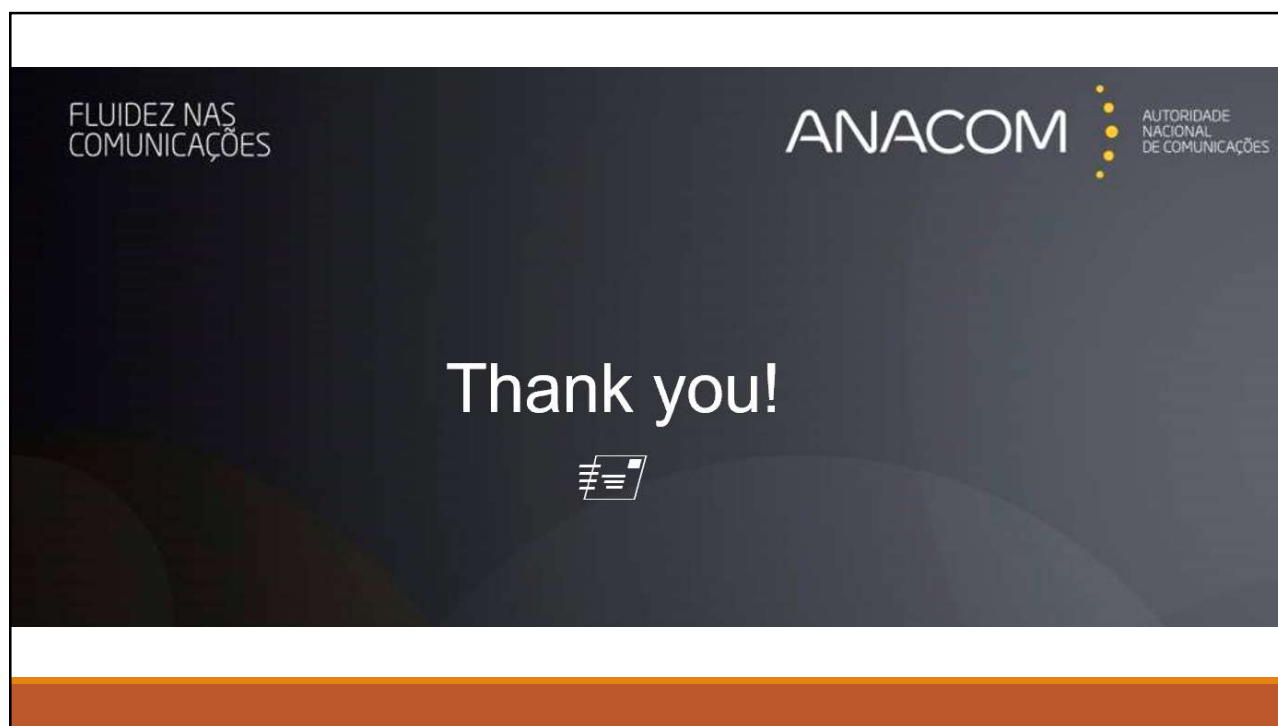 FLUIDEZ NAS
COMUNICAÇÕES
ANACOM
AUTORIDADE
NACIONAL
DE COMUNICAÇÕES
Thank you!